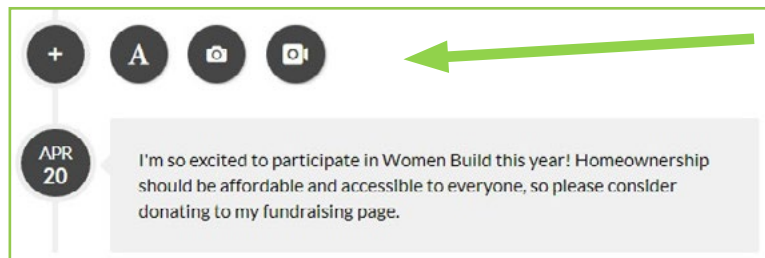 A
APR
20
I'm so excited to participate in Women Build this year! Homeownership
should be affordable and accessible to everyone, so please consider
donating to my fundraising page.